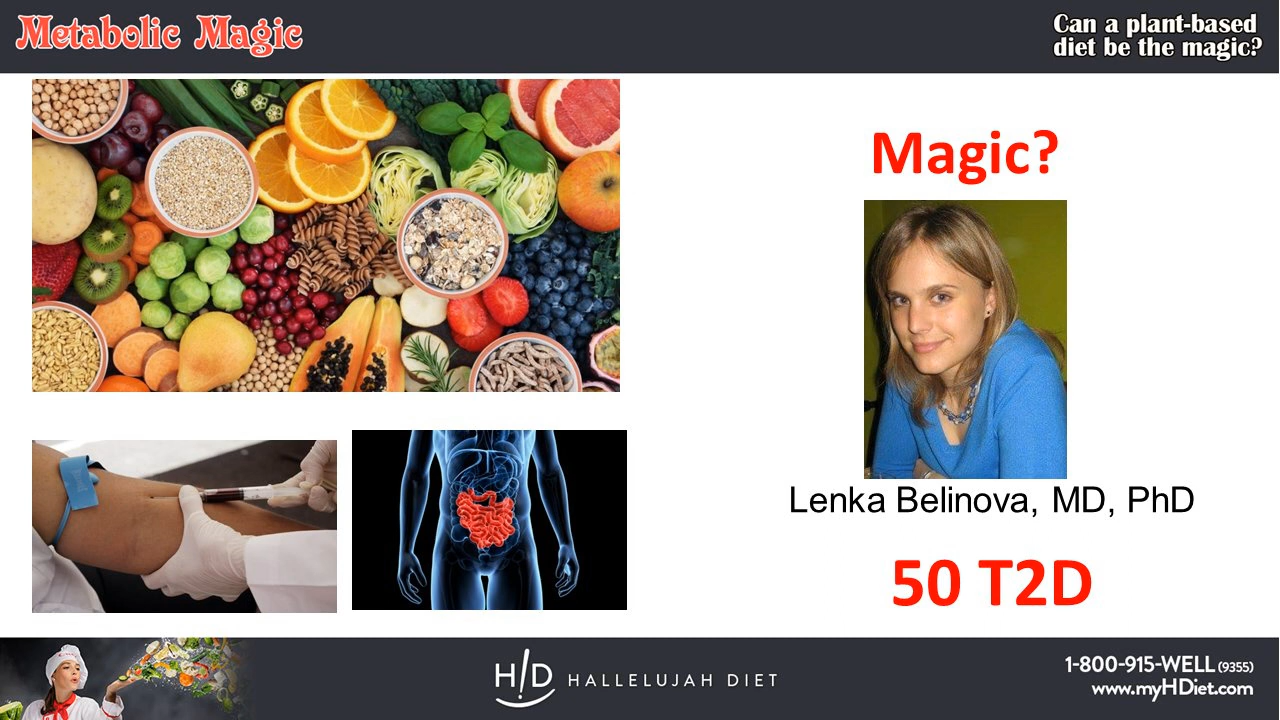 Metabolic Magic
Can a plant-based
diet be the magic?
Magic?
Lenka Belinova, MD, PhD
50 T2D
H!D HALLELUJAH DIET
1-800-915-WELL (9355)
www.myHDiet.com